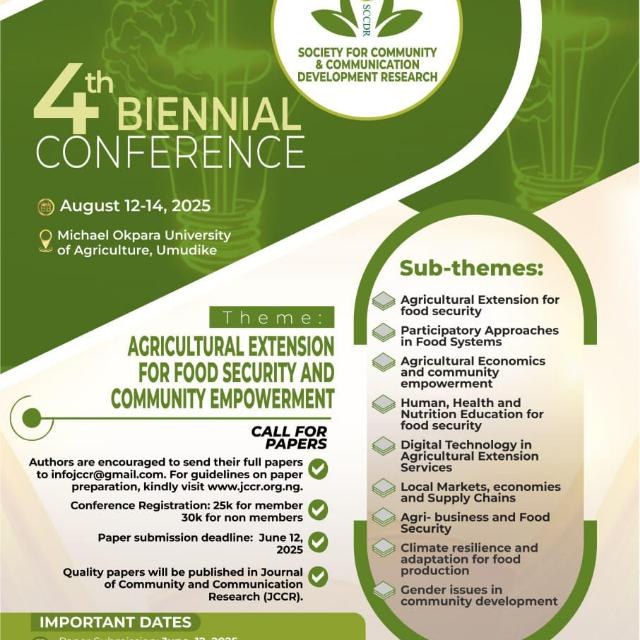 SCCDR
SOCIETY FOR COMMUNITY
& COMMUNICATION
DEVELOPMENT RESEARCH
4th BIENNIAL
CONFERENCE
August 12-14, 2025
Michael Okpara University
of Agriculture, Umudike
Theme:
AGRICULTURAL EXTENSION
FOR FOOD SECURITY AND
COMMUNITY EMPOWERMENT
CALL FOR
PAPERS
Authors are encouraged to send their full papers
to infojccr@gmail.com. For guidelines on paper
preparation, kindly visit www.jccr.org.ng.
Conference Registration: 25k for member
30k for non members
Paper submission deadline: June 12,
2025
Quality papers will be published in Journal
of Community and Communication
Research (JCCR).
IMPORTANT DATES
Paper Submission: June 12, 2025
Sub-themes:
Agricultural Extension for
food security
Participatory Approaches
in Food Systems
Agricultural Economics
and community
empowerment
Human, Health and
Nutrition Education for
food security
Digital Technology in
Agricultural Extension
Services
Local Markets, economies
and Supply Chains
Agri- business and Food
Security
Climate resilience and
adaptation for food
production
Gender issues in
community development